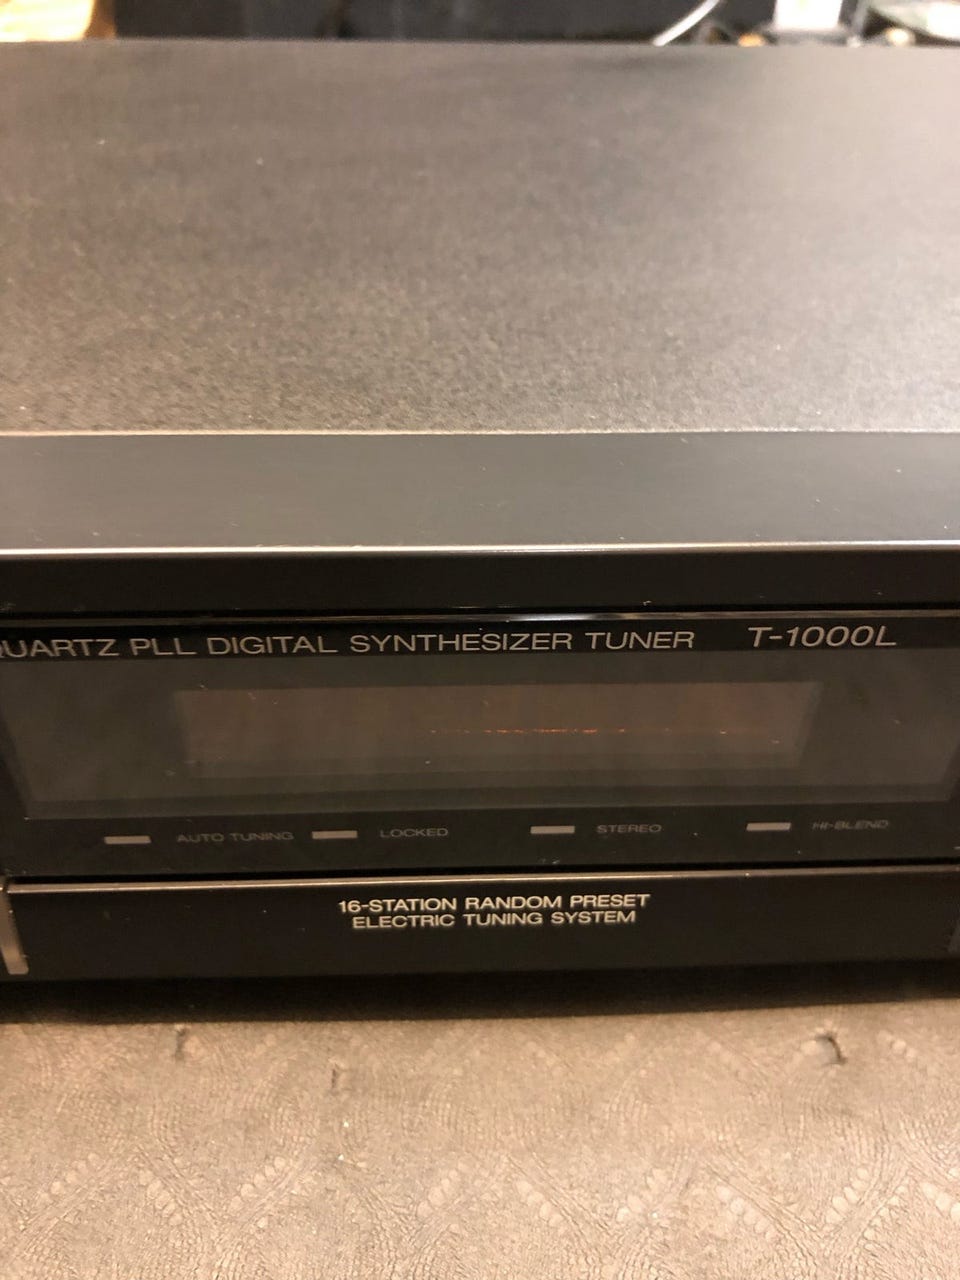 QUARTZ PLL DIGITAL SYNTHESIZER TUNER T-1000L
AUTO TUNING LOCKED STEREO HI-BLEND
16-STATION RANDOM PRESET
ELECTRIC TUNING SYSTEM